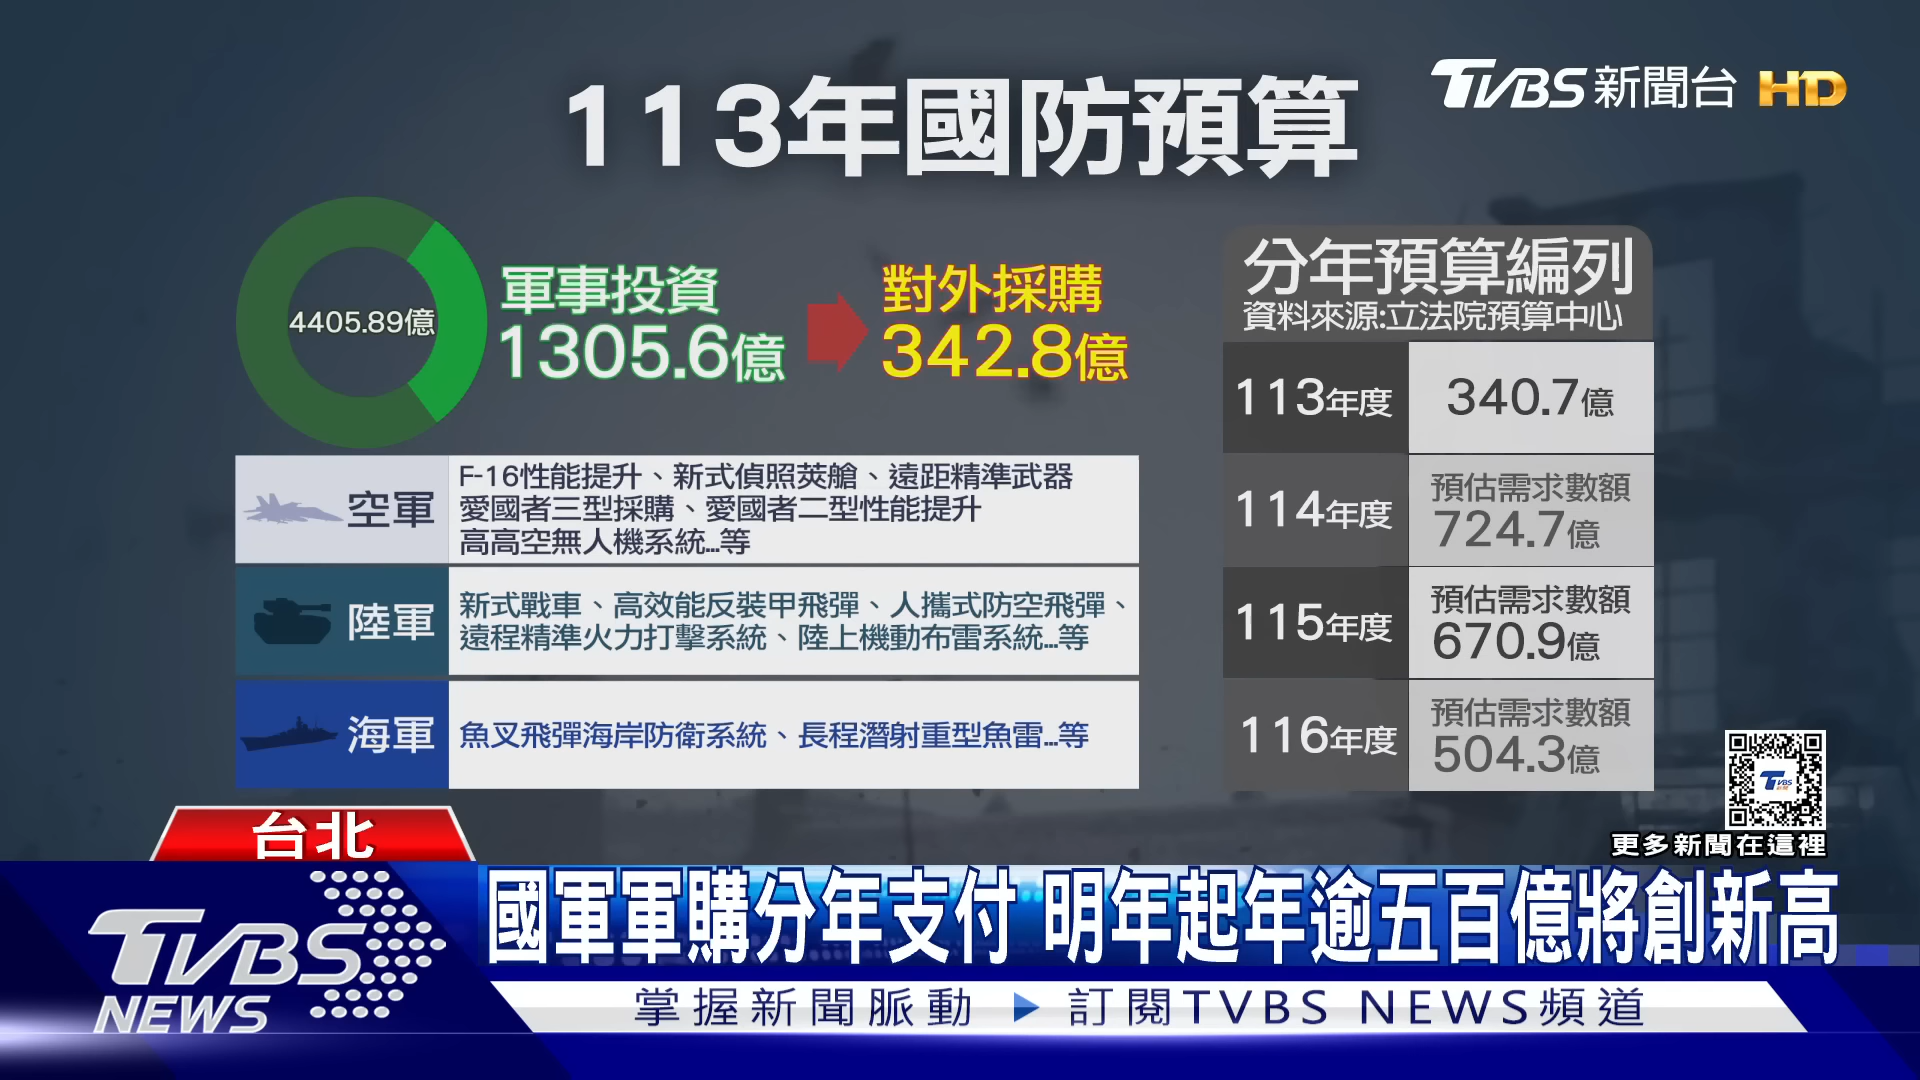 113年國防預算
TVBS新聞台 HD
4405.89億
軍事投資
1305.6億
對外採購
342.8億
分年預算編列
資料來源:立法院預算中心
113年度
340.7億
114年度
預估需求數額
724.7億
115年度
預估需求數額
670.9億
116年度
預估需求數額
504.3億
空軍
F-16性能提升、新式偵照莢艙、遠距精準武器
愛國者三型採購、愛國者二型性能提升
高高空無人機系統...等
陸軍
新式戰車、高效能反裝甲飛彈、人攜式防空飛彈、
遠程精準火力打擊系統、陸上機動布雷系統...等
海軍
魚叉飛彈海岸防衛系統、長程潛射重型魚雷...等
TVBS
新聞
更多新聞在這裡
台北
國軍軍購分年支付 明年起年逾五百億將創新高
TVBS
NEWS
掌握新聞脈動 ▶ 訂閱TVBS NEWS頻道